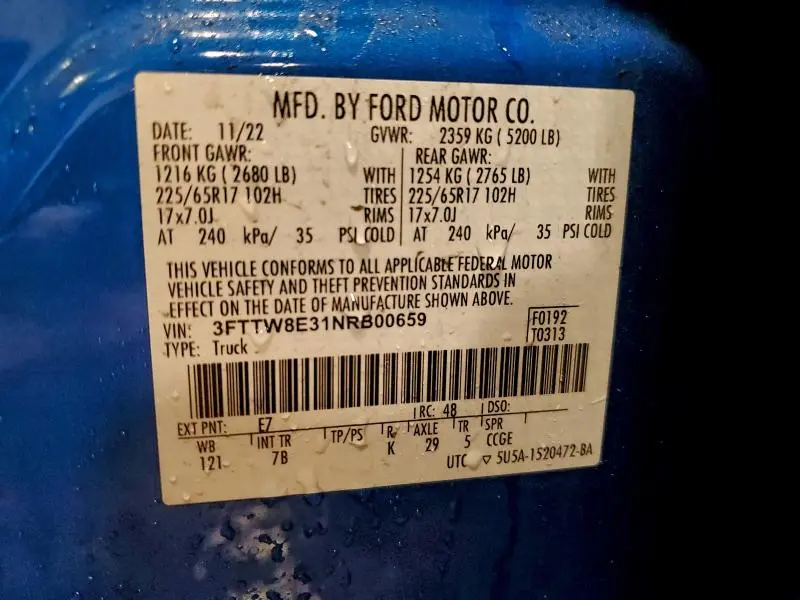 MFD. BY FORD MOTOR CO.
DATE: 11/22 GVWR: 2359 KG ( 5200 LB)
FRONT GAWR: REAR GAWR:
1216 KG ( 2680 LB) WITH 1254 KG ( 2765 LB) WITH
225/65R17 102H TIRES 225/65R17 102H TIRES
17x7.0J RIMS 17x7.0J RIMS
AT 240 kPa/ 35 PSI COLD AT 240 kPa/ 35 PSI COLD
THIS VEHICLE CONFORMS TO ALL APPLICABLE FEDERAL MOTOR
VEHICLE SAFETY AND THEFT PREVENTION STANDARDS IN
EFFECT ON THE DATE OF MANUFACTURE SHOWN ABOVE.
VIN: 3FTTW8E31NRB00659 F0192
TYPE: Truck T0313
RC: 48 DSO:
EXT PNT: E7
WB INT TR TP/PS R AXLE TR SPR
121 7B K 29 5 CCGE
UTC ▽ 5U5A-1520472-BA